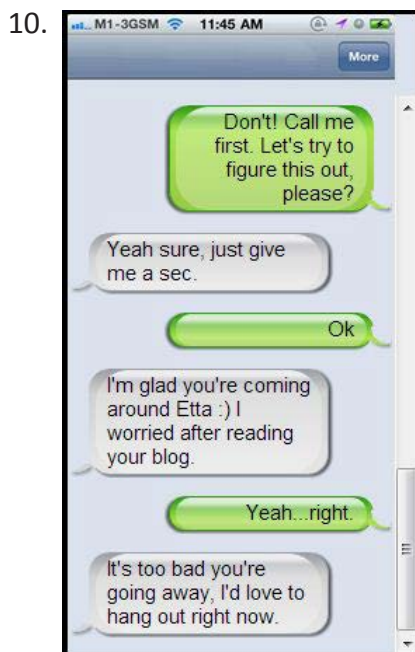 10.
M1-3GSM 11:45 AM
More
Don't! Call me
first. Let's try to
figure this out,
please?
Yeah sure, just give
me a sec.
Ok
I'm glad you're coming
around Etta :) I
worried after reading
your blog.
Yeah...right.
It's too bad you're
going away, I'd love to
hang out right now.